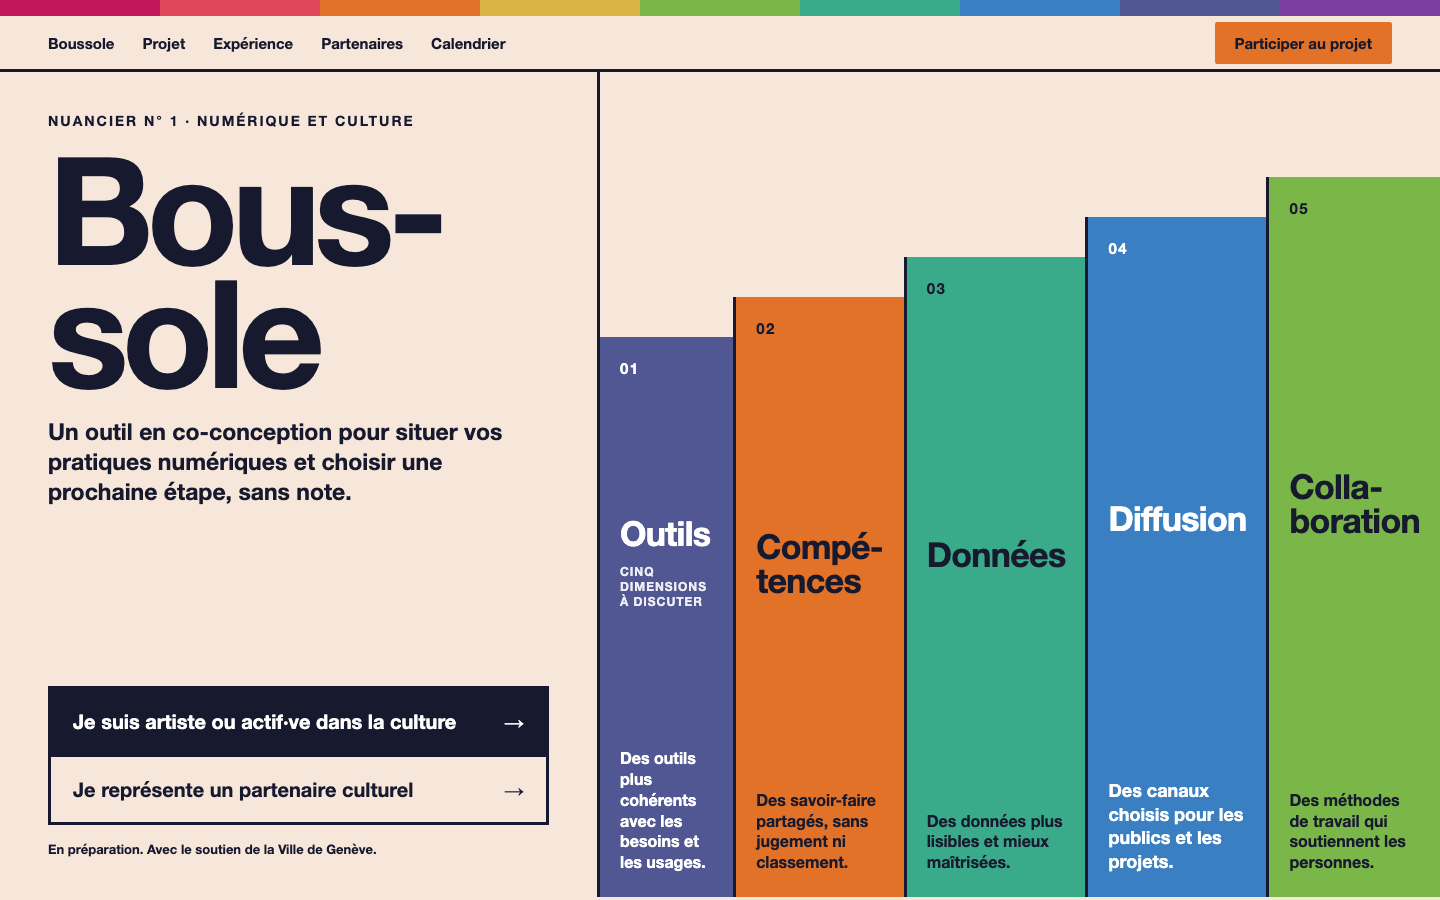 Boussole
Projet
Expérience
Partenaires
Calendrier
Participer au projet
NUANCIER N° 1 · NUMÉRIQUE ET CULTURE
Bous-
sole
Un outil en co-conception pour situer vos
pratiques numériques et choisir une
prochaine étape, sans note.
Je suis artiste ou actif·ve dans la culture →
Je représente un partenaire culturel →
En préparation. Avec le soutien de la Ville de Genève.
01
Outils
CINQ
DIMENSIONS
À DISCUTER
Des outils
plus
cohérents
avec les
besoins et
les usages.
02
Compé-
tences
Des savoir-faire
partagés, sans
jugement ni
classement.
03
Données
Des données plus
lisibles et mieux
maîtrisées.
04
Diffusion
Des canaux
choisis pour les
publics et les
projets.
05
Colla-
boration
Des méthodes
de travail qui
soutiennent les
personnes.